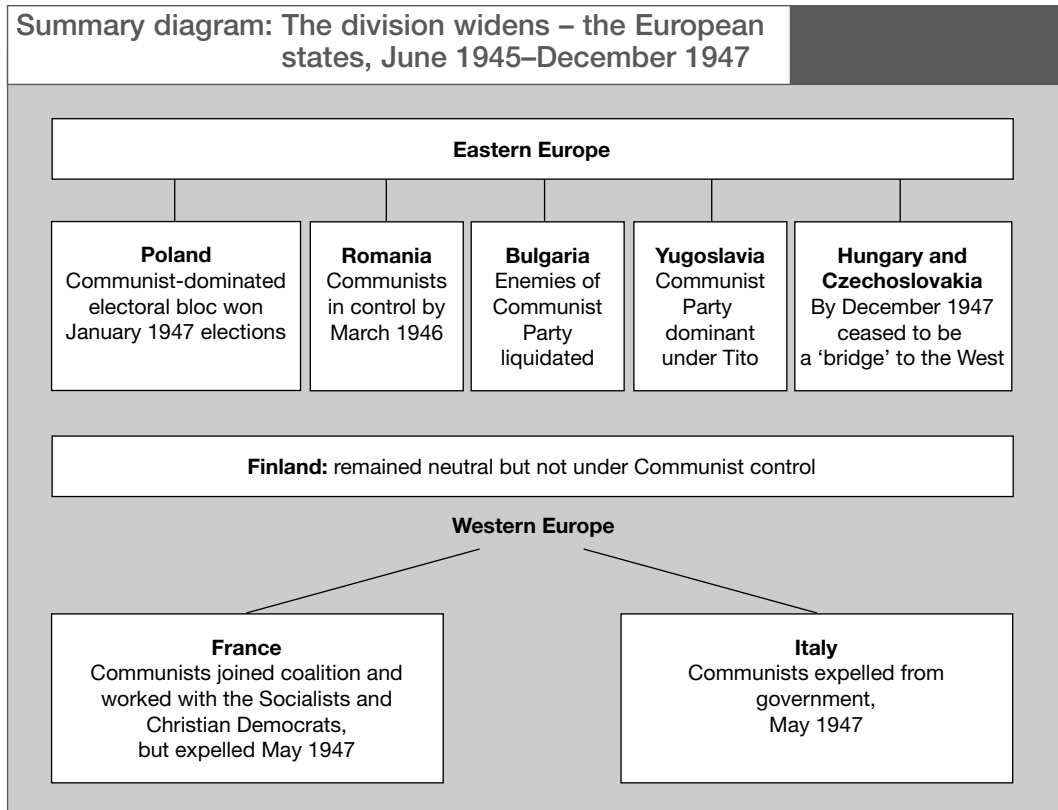 Summary diagram: The division widens – the European
states, June 1945–December 1947
Eastern Europe
Poland
Communist-dominated
electoral bloc won
January 1947 elections
Romania
Communists
in control by
March 1946
Bulgaria
Enemies of
Communist
Party
liquidated
Yugoslavia
Communist
Party
dominant
under Tito
Hungary and
Czechoslovakia
By December 1947
ceased to be
a ‘bridge’ to the West
Finland: remained neutral but not under Communist control
Western Europe
France
Communists joined coalition and
worked with the Socialists and
Christian Democrats,
but expelled May 1947
Italy
Communists expelled from
government,
May 1947